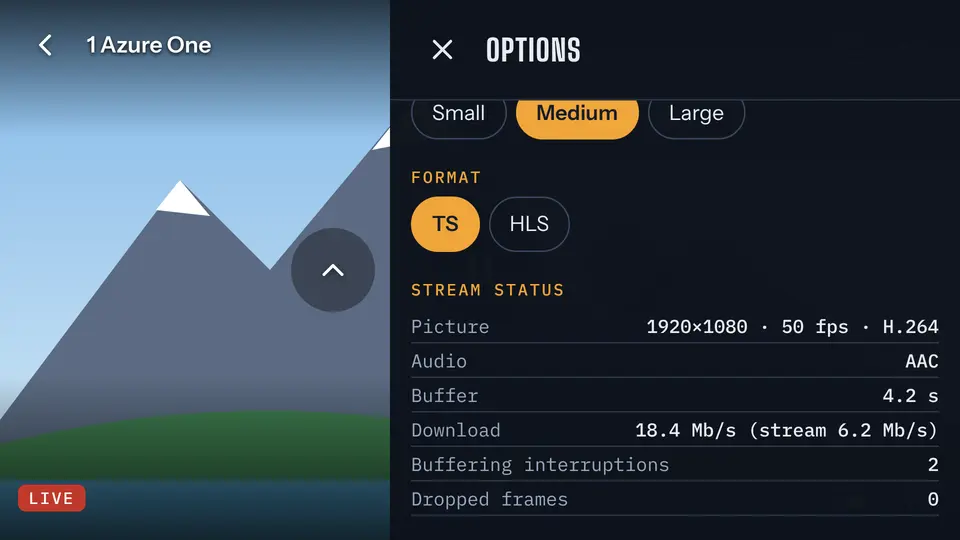 1 Azure One
OPTIONS
Small Medium Large
FORMAT
TS HLS
STREAM STATUS
Picture 1920×1080 · 50 fps · H.264
Audio AAC
Buffer 4.2 s
Download 18.4 Mb/s (stream 6.2 Mb/s)
Buffering interruptions 2
Dropped frames 0
LIVE